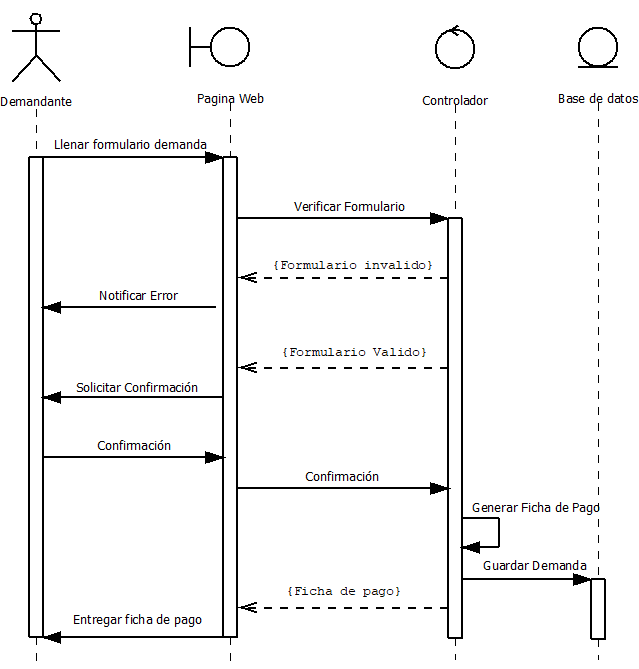 Demandante
Pagina Web
Controlador
Base de datos
Llenar formulario demanda
Verificar Formulario
{Formulario invalido}
Notificar Error
{Formulario Valido}
Solicitar Confirmación
Confirmación
Confirmación
Generar Ficha de Pago
Guardar Demanda
{Ficha de pago}
Entregar ficha de pago